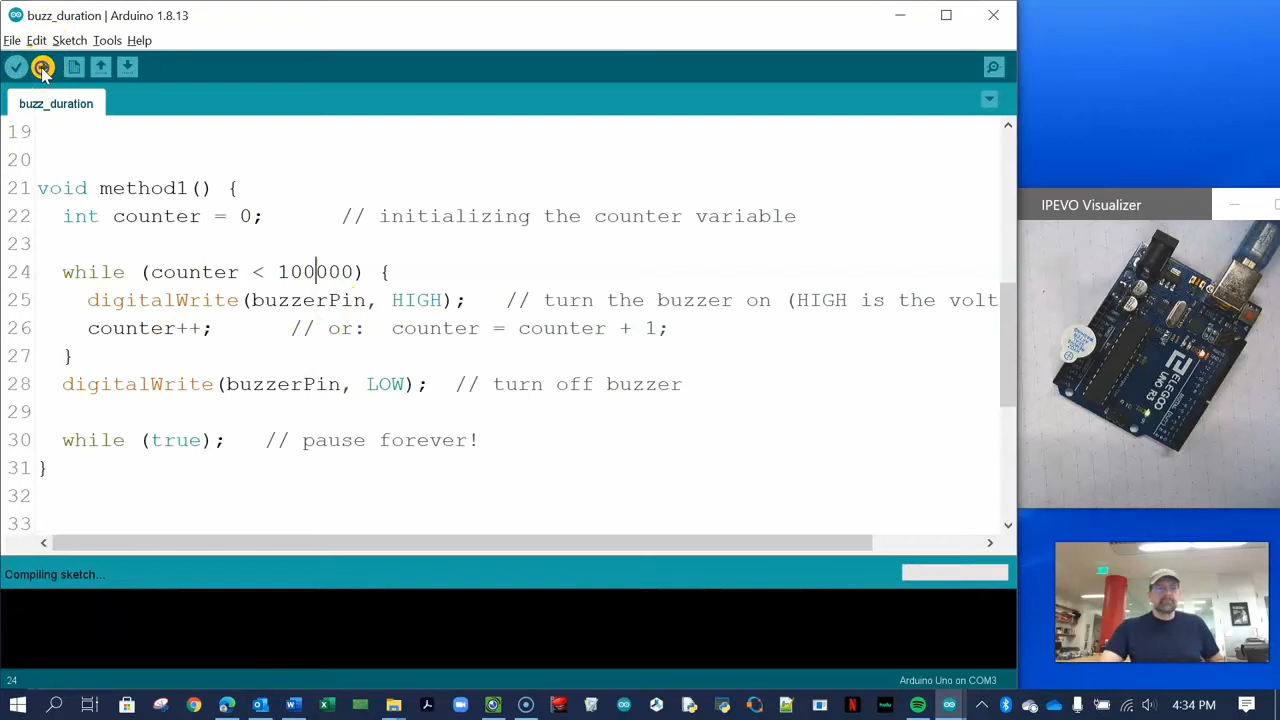 buzz_duration | Arduino 1.8.13
File Edit Sketch Tools Help
buzz_duration
19
20
21 void method1() {
22 int counter = 0; // initializing the counter variable
23
24 while (counter < 100000) {
25 digitalWrite(buzzerPin, HIGH); // turn the buzzer on (HIGH is the volt
26 counter++; // or: counter = counter + 1;
27 }
28 digitalWrite(buzzerPin, LOW); // turn off buzzer
29
30 while (true); // pause forever!
31 }
32
33
Compiling sketch...
24
Arduino Uno on COM3
IPEVO Visualizer
ELEGOO
UNO R3
4:34 PM